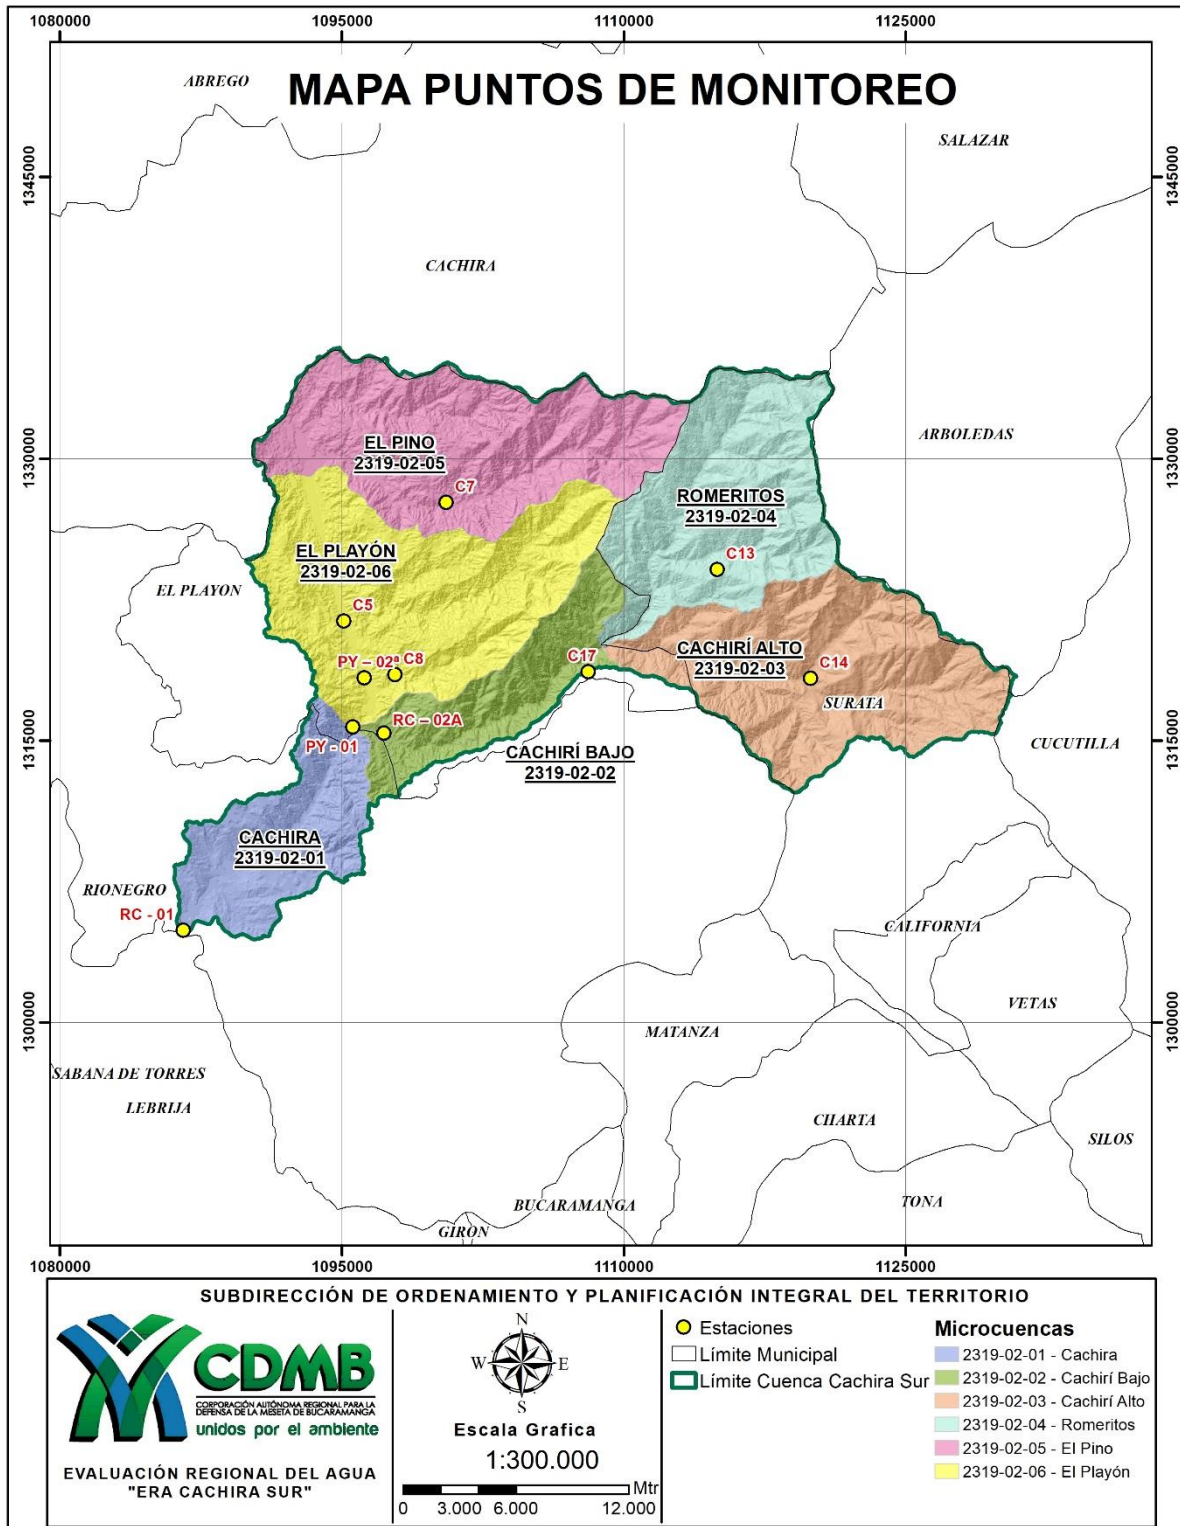 1080000 1095000 1110000 1125000
MAPA PUNTOS DE MONITOREO
ABREGO
SALAZAR
1345000 1345000
CACHIRA
ARBOLEDAS
1330000 1330000
EL PINO
2319-02-05
C7
ROMERITOS
2319-02-04
C13
EL PLAYÓN
2319-02-06
EL PLAYON
C5
PY – 02ª
C8
C17
CACHIRÍ ALTO
2319-02-03
C14
SURATA
RC – 02A
PY - 01
CACHIRÍ BAJO
2319-02-02
CUCUTILLA
1315000 1315000
CACHIRA
2319-02-01
RIONEGRO
RC - 01
CALIFORNIA
VETAS
MATANZA
1300000 1300000
SABANA DE TORRES
LEBRIJA
CHARTA
SILOS
BUCARAMANGA
TONA
GIRON
1080000 1095000 1110000 1125000
SUBDIRECCIÓN DE ORDENAMIENTO Y PLANIFICACIÓN INTEGRAL DEL TERRITORIO
CDMB
CORPORACIÓN AUTÓNOMA REGIONAL PARA LA
DEFENSA DE LA MESETA DE BUCARAMANGA
unidos por el ambiente
EVALUACIÓN REGIONAL DEL AGUA
"ERA CACHIRA SUR"
N
W E
S
Escala Grafica
1:300.000
Mtr
0 3.000 6.000 12.000
Estaciones
Límite Municipal
Límite Cuenca Cachira Sur
Microcuencas
2319-02-01 - Cachira
2319-02-02 - Cachirí Bajo
2319-02-03 - Cachirí Alto
2319-02-04 - Romeritos
2319-02-05 - El Pino
2319-02-06 - El Playón